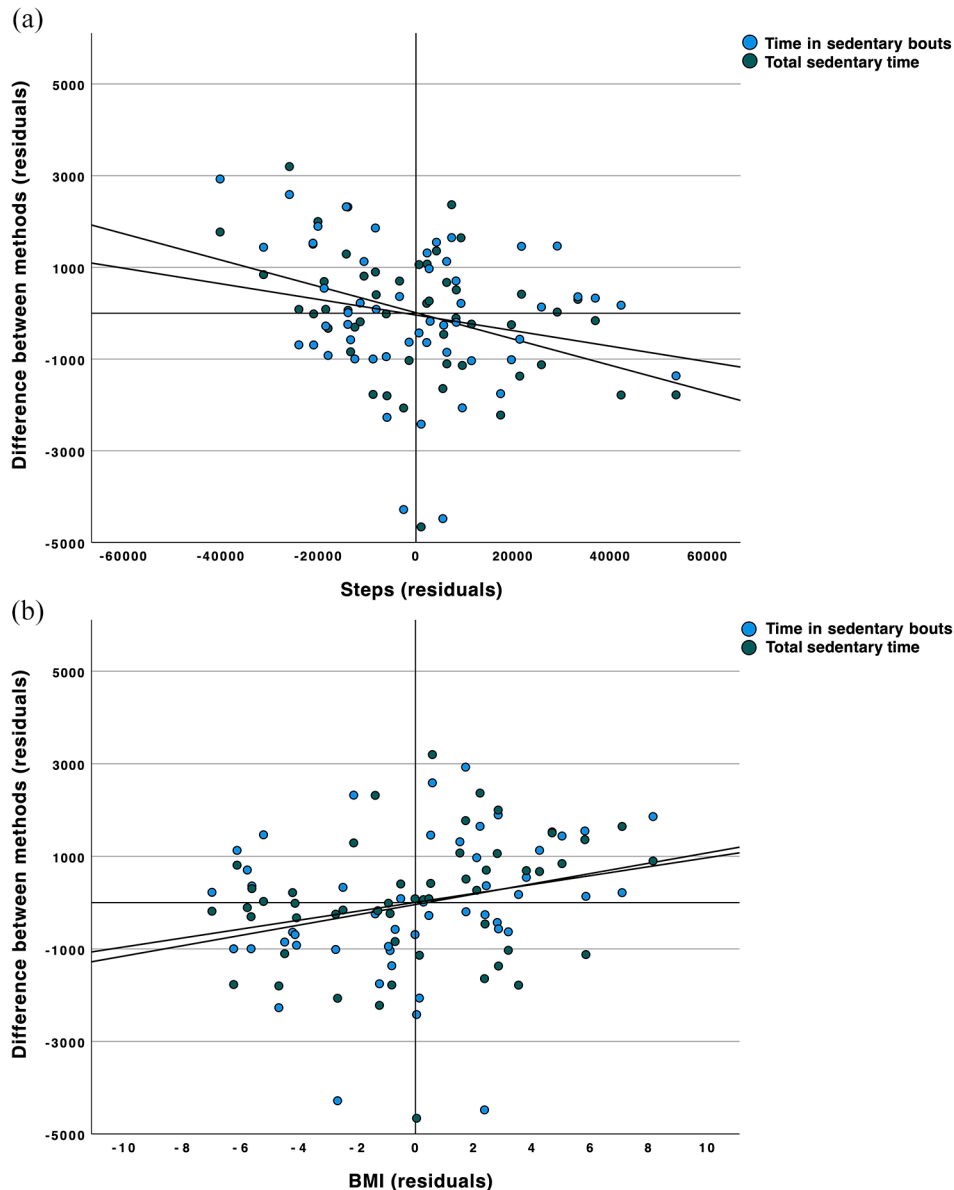 (a)
Time in sedentary bouts
Total sedentary time
Difference between methods (residuals)
5000
3000
1000
-1000
-3000
-5000
-60000 -40000 -20000 0 20000 40000 60000
Steps (residuals)
(b)
Time in sedentary bouts
Total sedentary time
Difference between methods (residuals)
5000
3000
1000
-1000
-3000
-5000
-10 -8 -6 -4 -2 0 2 4 6 8 10
BMI (residuals)